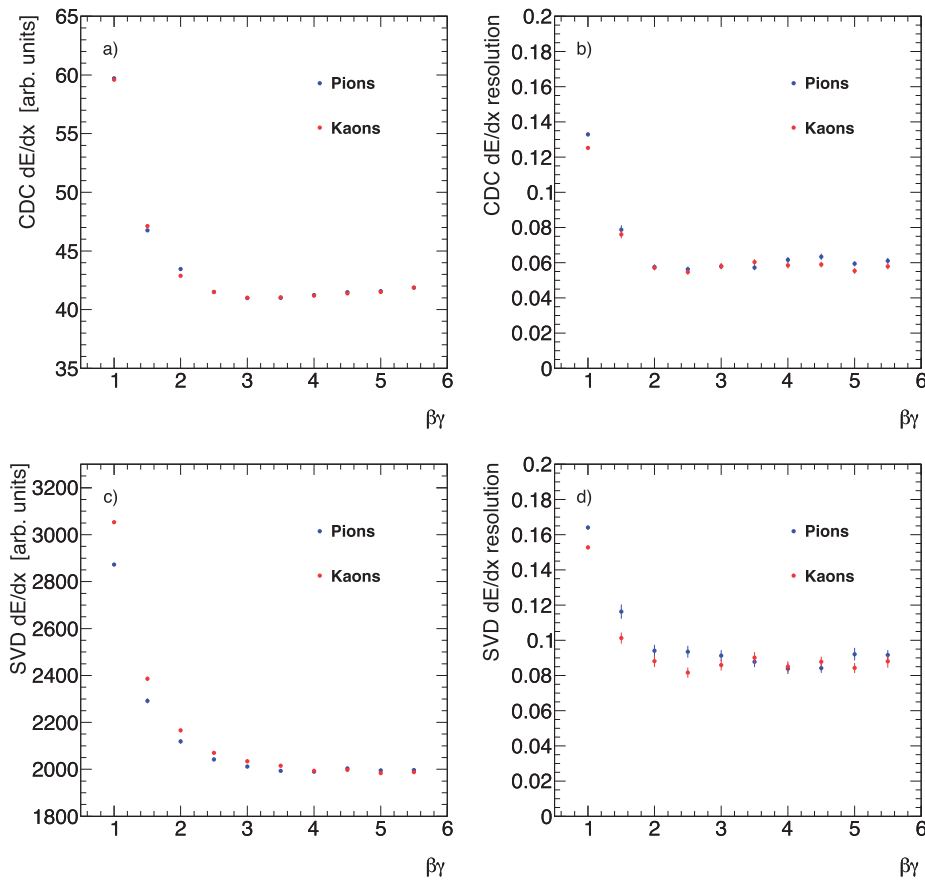 a)
CDC dE/dx [arb. units]
65
60
55
50
45
40
35
Pions
Kaons
1 2 3 4 5 6
βγ
b)
CDC dE/dx resolution
0.2
0.18
0.16
0.14
0.12
0.1
0.08
0.06
0.04
0.02
0
Pions
Kaons
1 2 3 4 5 6
βγ
c)
SVD dE/dx [arb. units]
3200
3000
2800
2600
2400
2200
2000
1800
Pions
Kaons
1 2 3 4 5 6
βγ
d)
SVD dE/dx resolution
0.2
0.18
0.16
0.14
0.12
0.1
0.08
0.06
0.04
0.02
0
Pions
Kaons
1 2 3 4 5 6
βγ